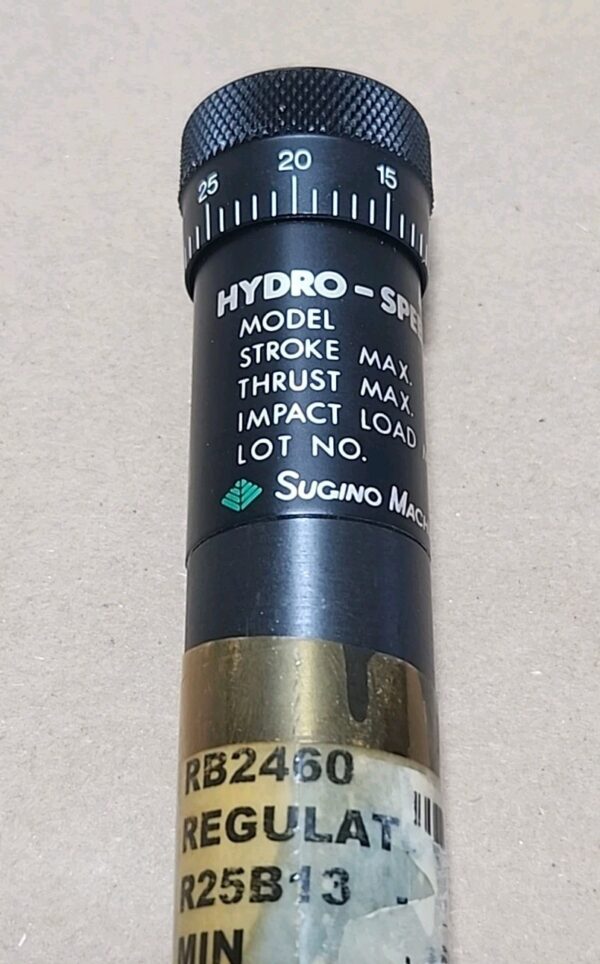 25 20 15
HYDRO-SPE
MODEL
STROKE MAX.
THRUST MAX.
IMPACT LOAD
LOT NO.
SUGINO MACH
RB2460
REGULAT
R25B13 -
MIN